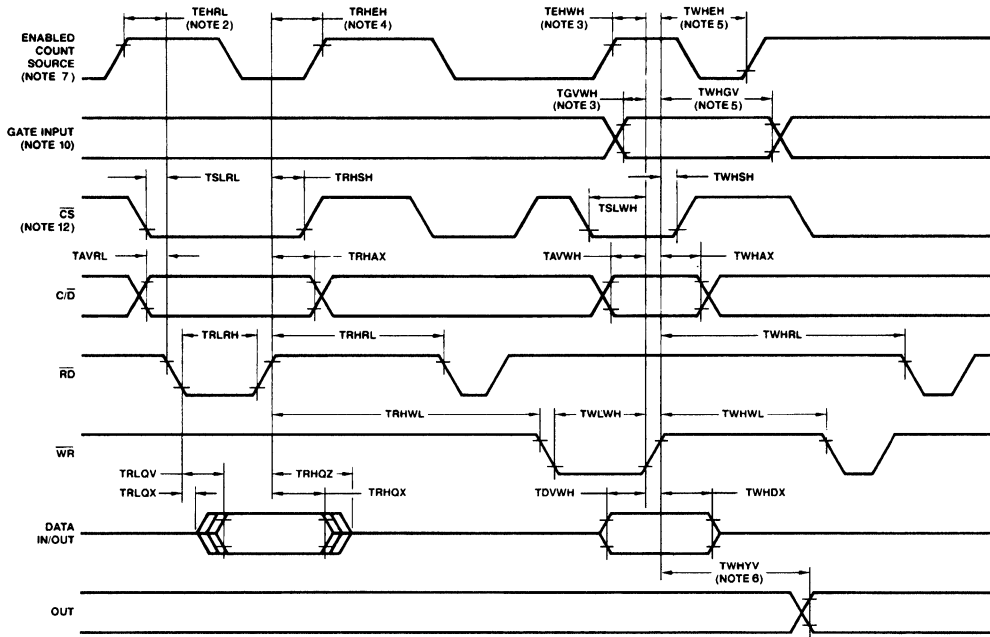 TEHRL
(NOTE 2)
TRHEH
(NOTE 4)
TEHWH
(NOTE 3)
TWHEH
(NOTE 5)
ENABLED
COUNT
SOURCE
(NOTE 7)
TGVWH
(NOTE 3)
TWHGV
(NOTE 5)
GATE INPUT
(NOTE 10)
TSLRL
TRHSH
TWHSH
TSLWH
CS
(NOTE 12)
TAVRL
TRHAX
TAVWH
TWHAX
C/D
TRLRH
TRHRL
TWHRL
RD
TRHWL
TWLWH
TWHWL
WR
TRLQV
TRHQZ
TRLQX
TRHQX
TDVWH
TWHDX
DATA
IN/OUT
TWHYV
(NOTE 6)
OUT